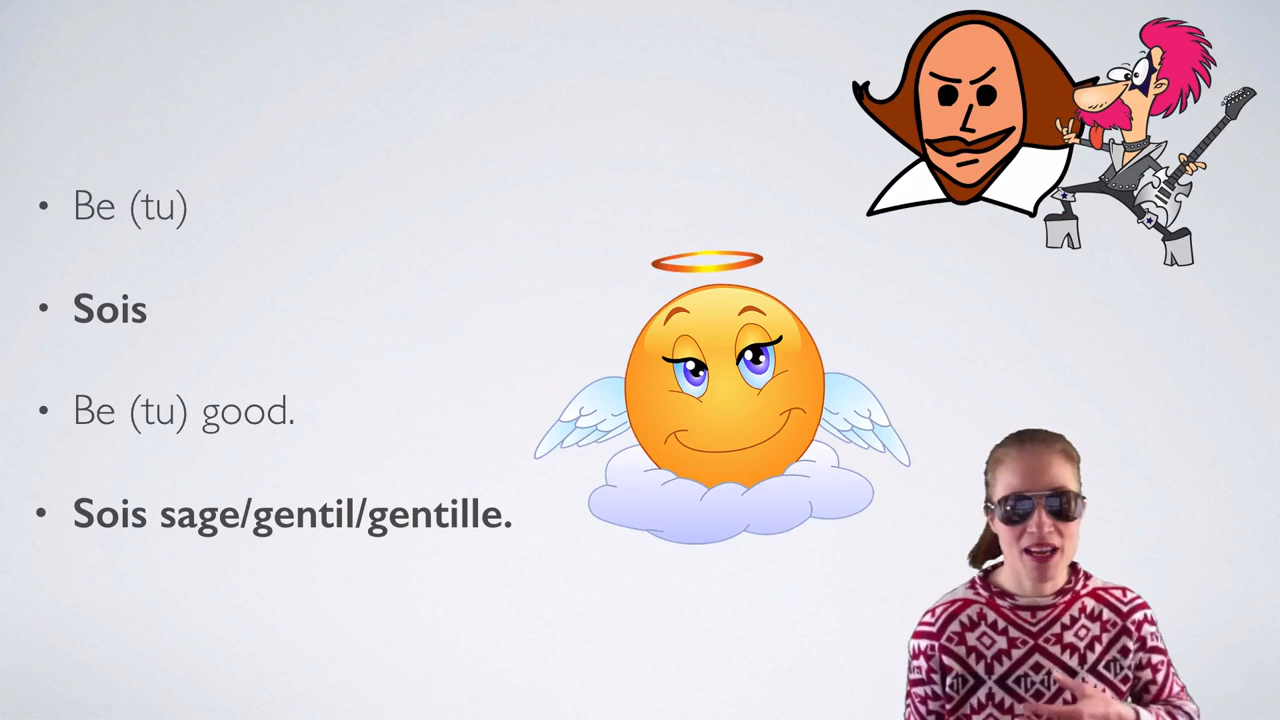 Be (tu)
Sois
Be (tu) good.
Sois sage/gentil/gentille.